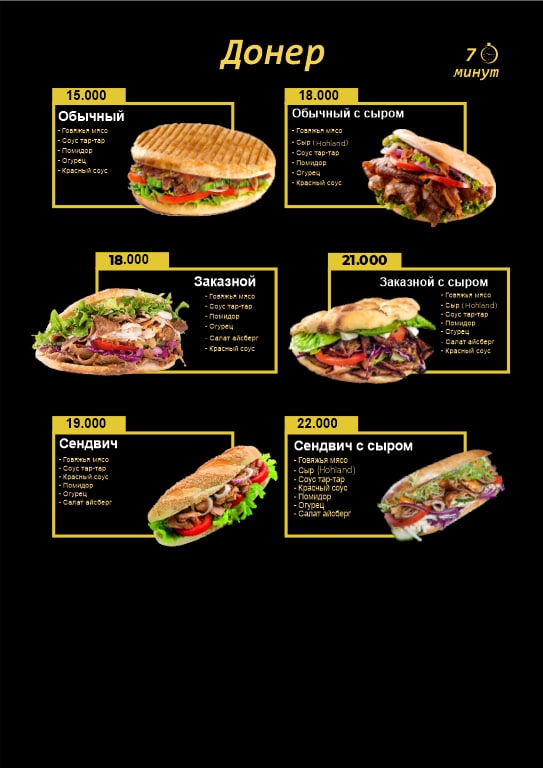 Донер
7
минут
15.000
Обычный
- Говяжья мясо
- Соус тар-тар
- Помидор
- Огурец
- Красный соус
18.000
Обычный с сыром
- Говяжья мясо
- Сыр (Hohland)
- Соус тар-тар
- Помидор
- Огурец
- Красный соус
18.000
Заказной
- Говяжья мясо
- Соус тар-тар
- Помидор
- Огурец
- Салат айсберг
- Красный соус
21.000
Заказной с сыром
- Говяжья мясо
- Сыр (Hohland)
- Соус тар-тар
- Помидор
- Огурец
- Салат айсберг
- Красный соус
19.000
Сендвич
- Говяжья мясо
- Соус тар-тар
- Красный соус
- Помидор
- Огурец
- Салат айсберг
22.000
Сендвич с сыром
- Говяжья мясо
- Сыр (Hohland)
- Соус тар-тар
- Красный соус
- Помидор
- Огурец
- Салат айсберг